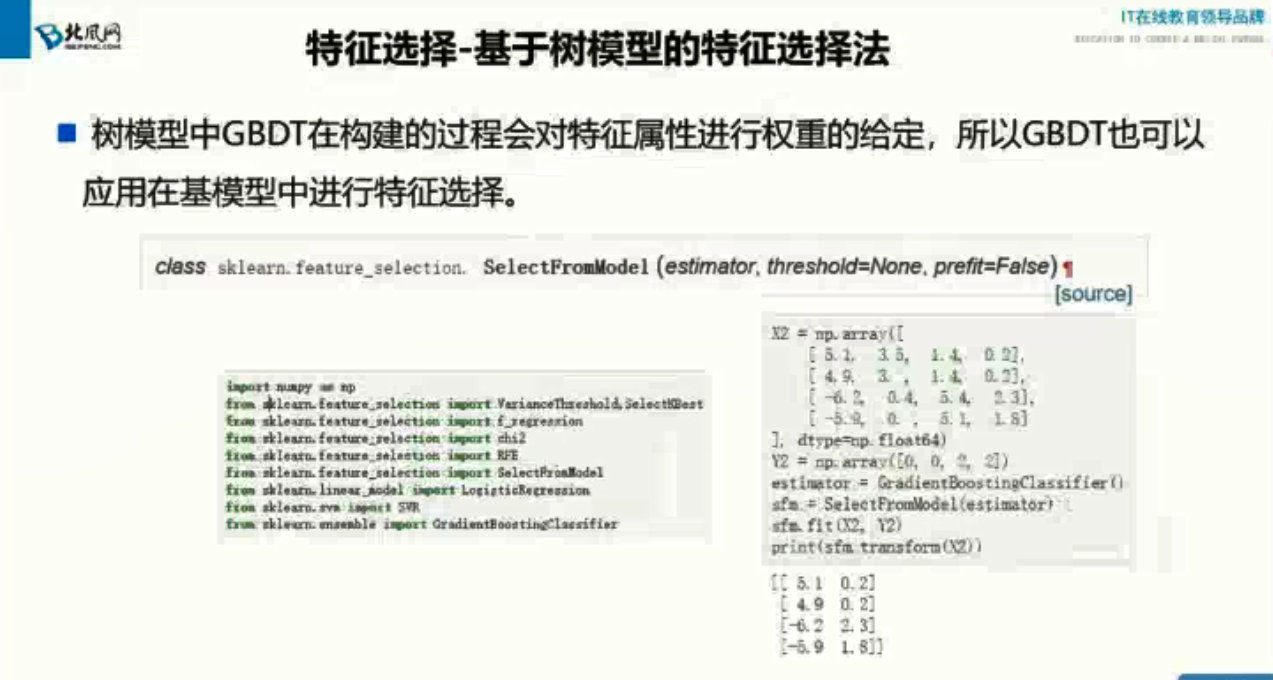 北风网
BEIFENG.COM
IT在线教育领导品牌
特征选择-基于树模型的特征选择法
树模型中GBDT在构建的过程会对特征属性进行权重的给定，所以GBDT也可以
应用在基模型中进行特征选择。
class sklearn.feature_selection. SelectFromModel (estimator, threshold=None, prefit=False) ¶
[source]
import numpy as np
from sklearn.feature_selection import VarianceThreshold,SelectKBest
from sklearn.feature_selection import f_regression
from sklearn.feature_selection import chi2
from sklearn.feature_selection import RFE
from sklearn.feature_selection import SelectFromModel
from sklearn.linear_model import LogisticRegression
from sklearn.svm import SVR
from sklearn.ensemble import GradientBoostingClassifier
X2 = np.array([
[ 5.1, 3.5, 1.4, 0.2],
[ 4.9, 3. , 1.4, 0.2],
[ -6.2, 0.4, 5.4, 2.3],
[ -5.9, 0. , 5.1, 1.8]
], dtype=np.float64)
Y2 = np.array([0, 0, 2, 2])
estimator = GradientBoostingClassifier()
sfm = SelectFromModel(estimator)
sfm.fit(X2, Y2)
print(sfm.transform(X2))
[[ 5.1 0.2]
[ 4.9 0.2]
[-6.2 2.3]
[-5.9 1.8]]